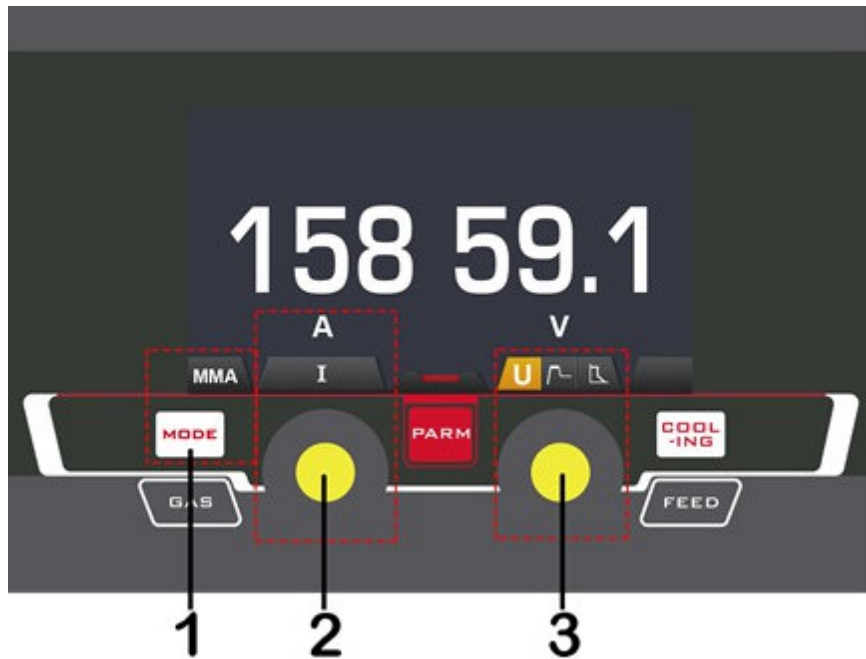 158 59.1
A V
MMA I U
MODE PARM COOL
-ING
GAS FEED
1 2 3